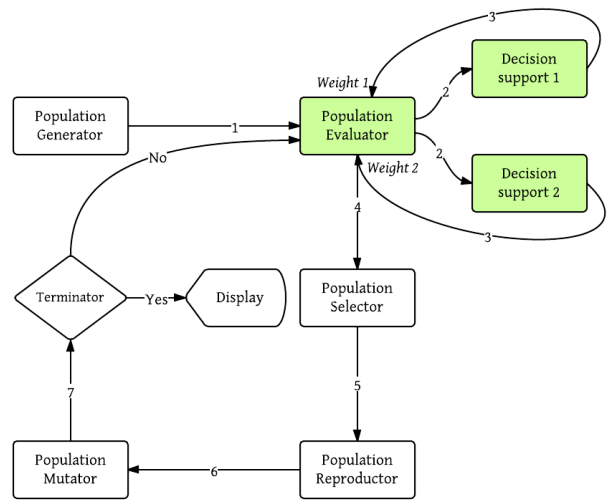 3
Decision
support 1
Weight 1
2
Population
Generator
1
Population
Evaluator
2
No
Weight 2
Decision
support 2
4
3
Terminator
Yes
Display
Population
Selector
7
5
Population
Mutator
6
Population
Reproductor